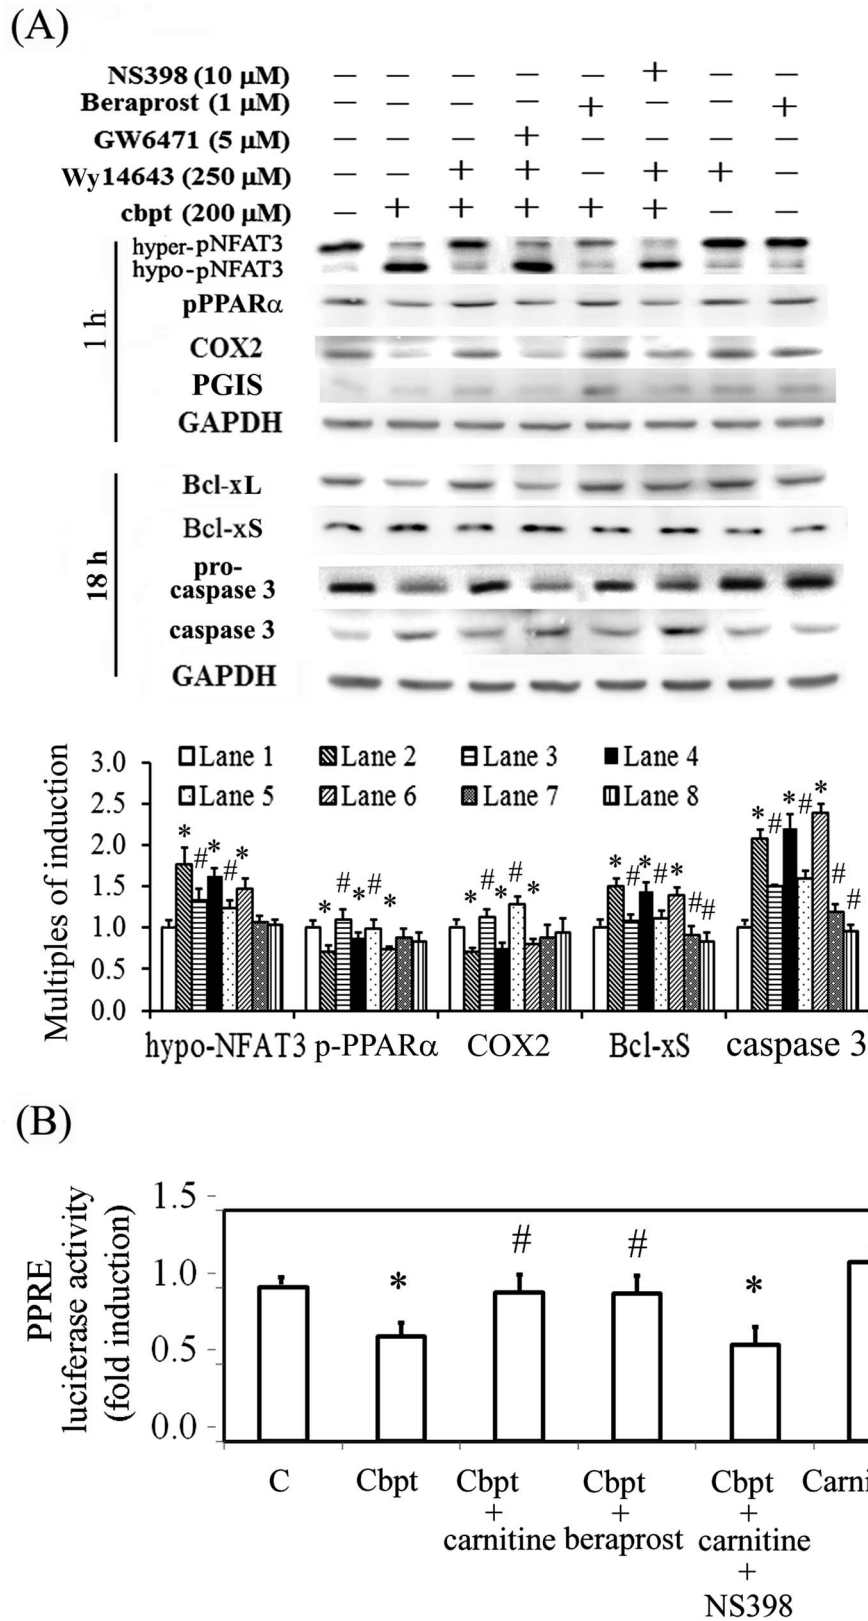 (A)
NS398 (10 μM) − − − − − + − −
Beraprost (1 μM) − − − − + − − +
GW6471 (5 μM) − − − + − − − −
Wy14643 (250 μM) − − + + − + + −
cbpt (200 μM) − + + + + + − −
hyper-pNFAT3
hypo-pNFAT3
pPPARα
1 h
COX2
PGIS
GAPDH
Bcl-xL
Bcl-xS
18 h
pro-
caspase 3
caspase 3
GAPDH
Multiples of induction
3.0
2.5
2.0
1.5
1.0
0.5
0.0
Lane 1 Lane 2 Lane 3 Lane 4
Lane 5 Lane 6 Lane 7 Lane 8
* # * # *
* # * # *
* # * # *
* # * # * # #
* # * # * # #
hypo-NFAT3 p-PPARα COX2 Bcl-xS caspase 3
(B)
PPRE
luciferase activity
(fold induction)
1.5
1.0
0.5
0.0
* # # *
C Cbpt Cbpt Cbpt Cbpt Carni
+ + +
carnitine beraprost carnitine
+
NS398